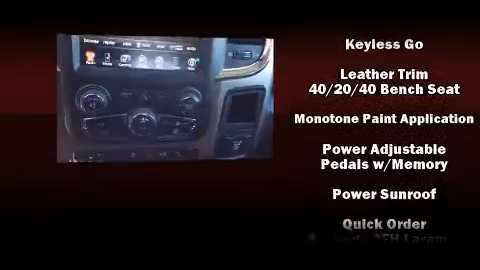 Keyless Go
Leather Trim
40/20/40 Bench Seat
Monotone Paint Application
Power Adjustable
Pedals w/Memory
Power Sunroof
Quick Order